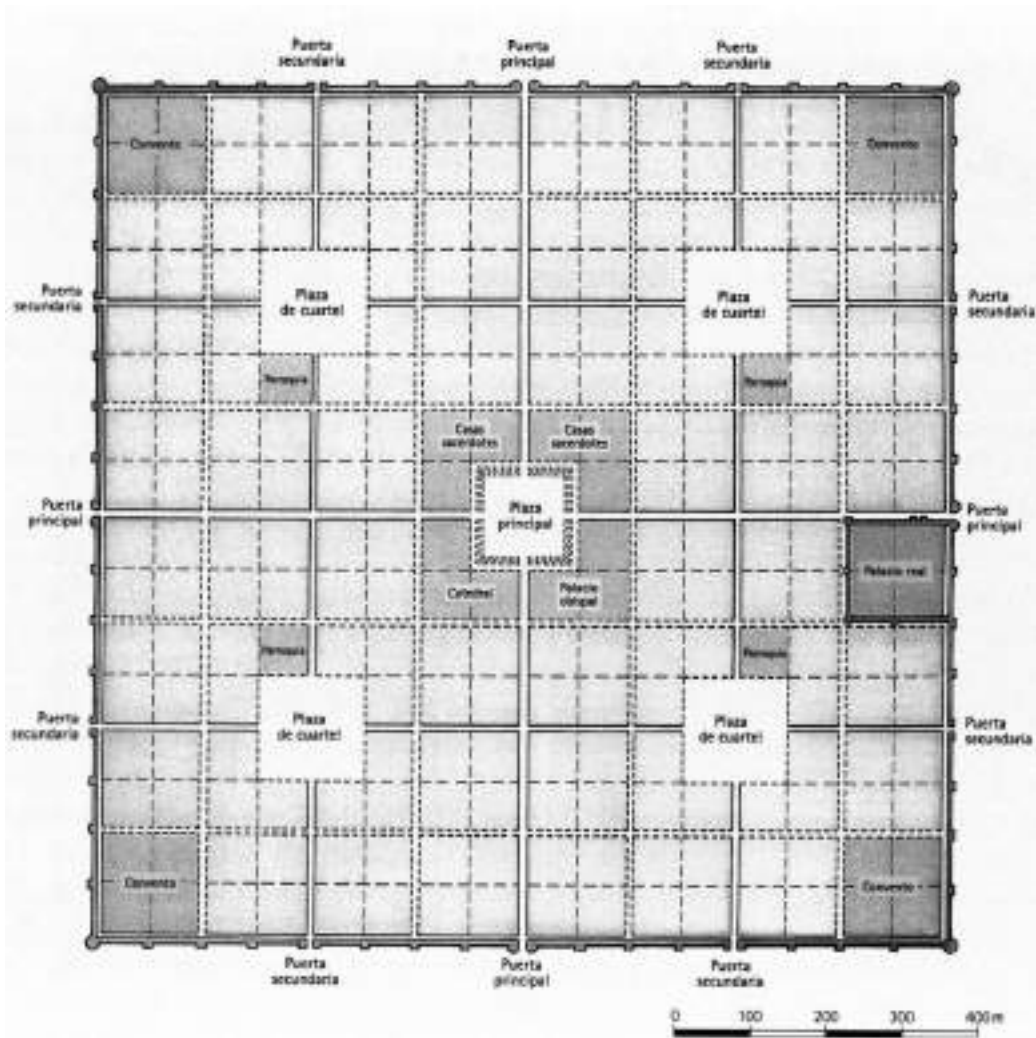 Puerta
secundaria
Puerta
principal
Puerta
secundaria
Convento
Convento
Puerta
secundaria
Plaza
de cuartel
Plaza
de cuartel
Puerta
secundaria
Parroquia
Parroquia
Casas
sacerdotes
Casas
sacerdotes
Puerta
principal
Plaza
principal
Puerta
principal
Catedral
Palacio
obispal
Palacio real
Parroquia
Parroquia
Puerta
secundaria
Plaza
de cuartel
Plaza
de cuartel
Puerta
secundaria
Convento
Convento
Puerta
secundaria
Puerta
principal
Puerta
secundaria
0 100 200 300 400 m